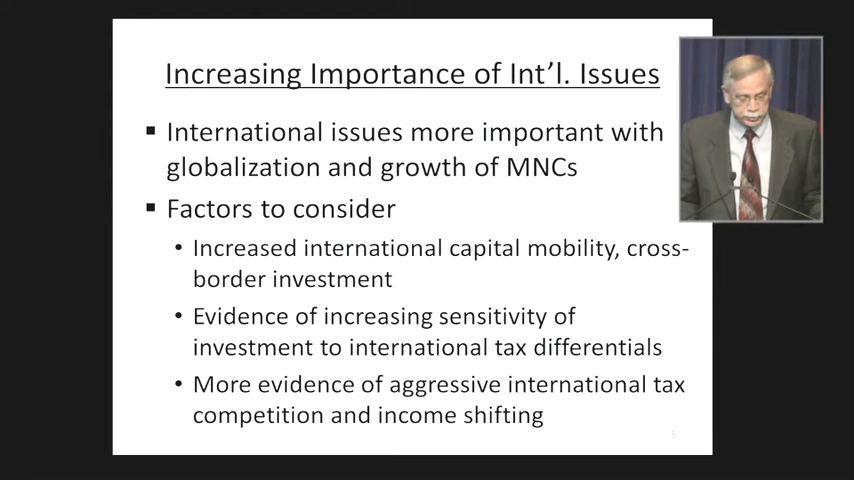 Increasing Importance of Int’l. Issues
▪ International issues more important with
globalization and growth of MNCs
▪ Factors to consider
• Increased international capital mobility, cross-
border investment
• Evidence of increasing sensitivity of
investment to international tax differentials
• More evidence of aggressive international tax
competition and income shifting
5